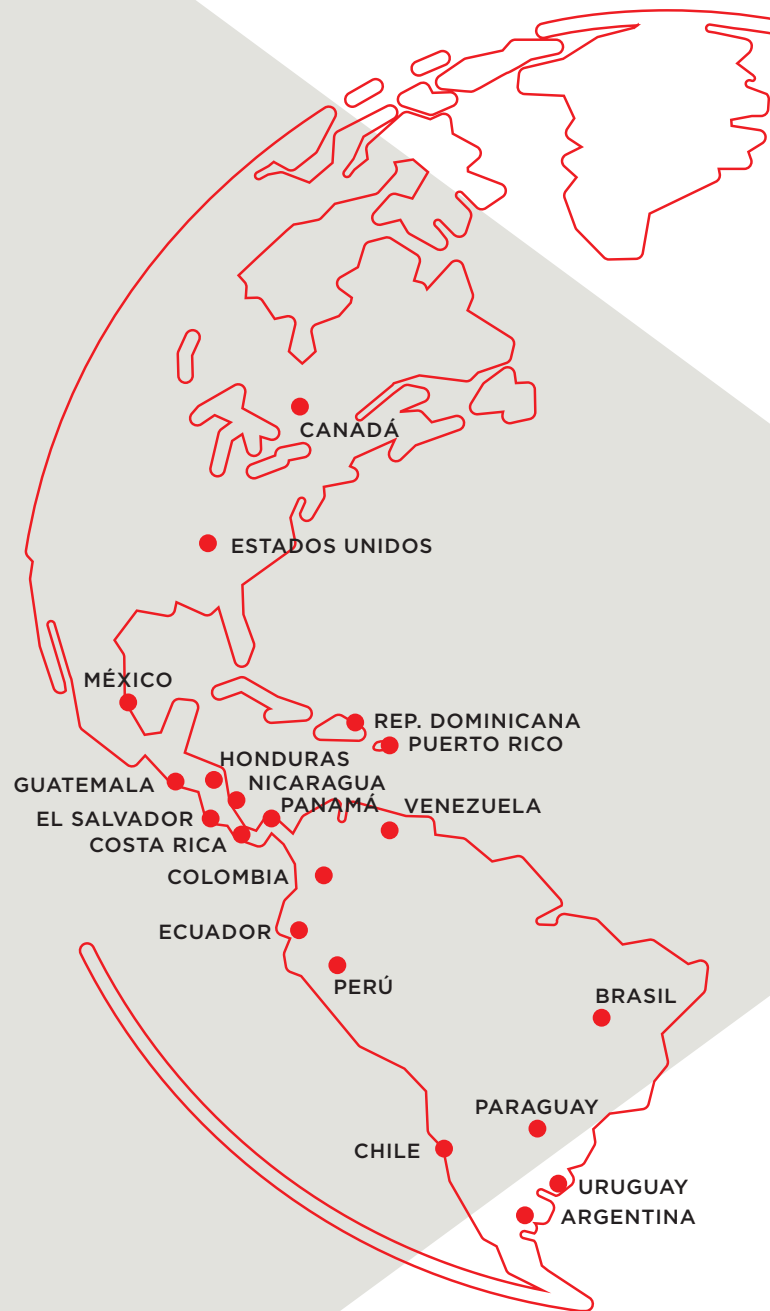 CANADÁ
ESTADOS UNIDOS
MÉXICO
REP. DOMINICANA
PUERTO RICO
HONDURAS
GUATEMALA
NICARAGUA
PANAMÁ
VENEZUELA
EL SALVADOR
COSTA RICA
COLOMBIA
ECUADOR
PERÚ
BRASIL
PARAGUAY
CHILE
URUGUAY
ARGENTINA